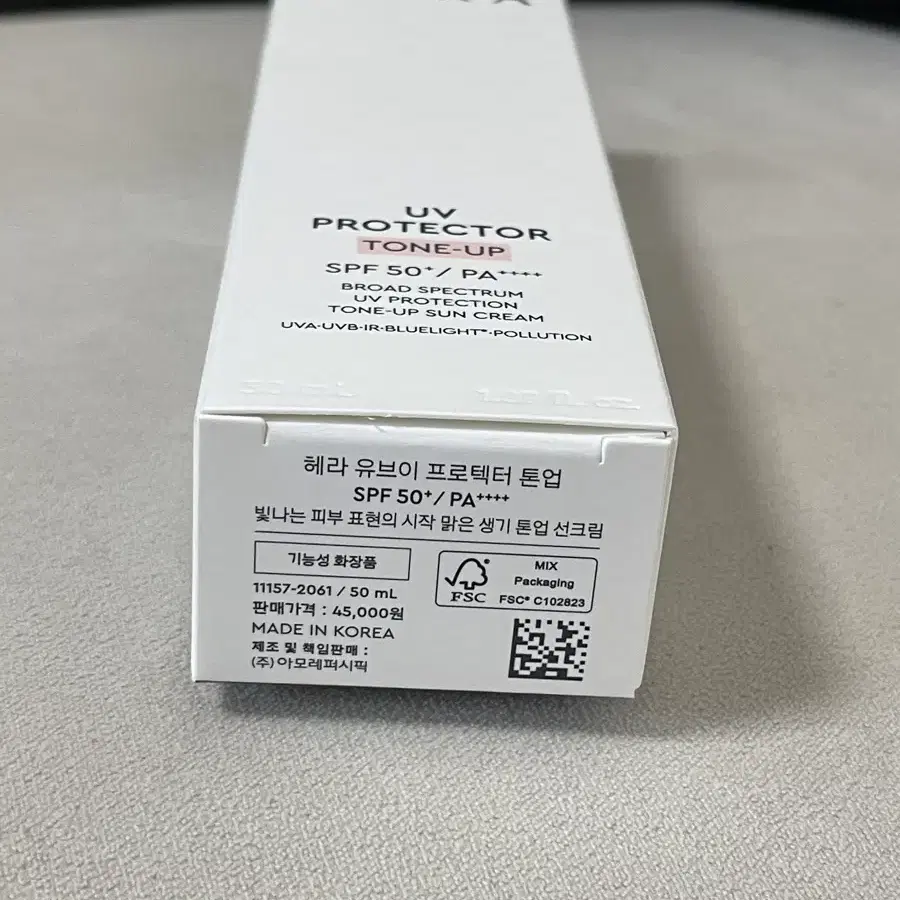 UV
PROTECTOR
TONE-UP
SPF 50⁺/ PA⁺⁺⁺⁺
BROAD SPECTRUM
UV PROTECTION
TONE-UP SUN CREAM
UVA·UVB·IR·BLUELIGHT*·POLLUTION
50 mL
헤라 유브이 프로텍터 톤업
SPF 50⁺/ PA⁺⁺⁺⁺
빛나는 피부 표현의 시작 맑은 생기 톤업 선크림
기능성 화장품
11157-2061 / 50 mL
판매가격 : 45,000원
MADE IN KOREA
제조 및 책임판매 :
(주)아모레퍼시픽
FSC
MIX
Packaging
FSC® C102823